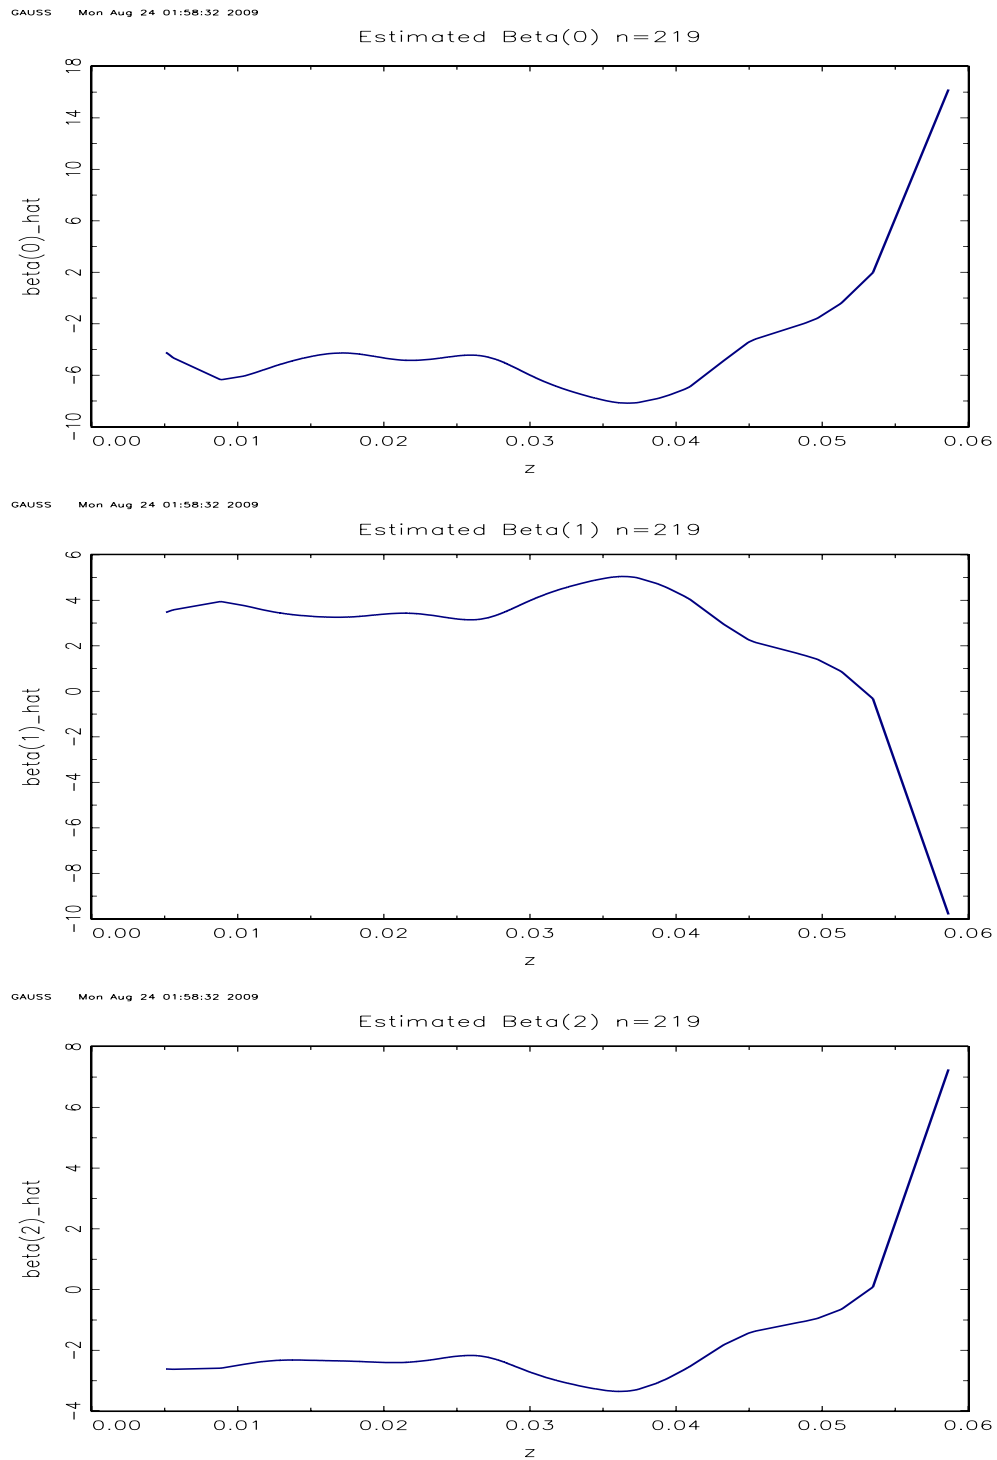 GAUSS Mon Aug 24 01:58:32 2009
Estimated Beta(0) n=219
18
14
10
6
2
-2
-6
-10
beta(0)_hat
0.00 0.01 0.02 0.03 0.04 0.05 0.06
z
GAUSS Mon Aug 24 01:58:32 2009
Estimated Beta(1) n=219
6
4
2
0
-2
-4
-6
-8
-10
beta(1)_hat
0.00 0.01 0.02 0.03 0.04 0.05 0.06
z
GAUSS Mon Aug 24 01:58:32 2009
Estimated Beta(2) n=219
8
6
4
2
0
-2
-4
beta(2)_hat
0.00 0.01 0.02 0.03 0.04 0.05 0.06
z